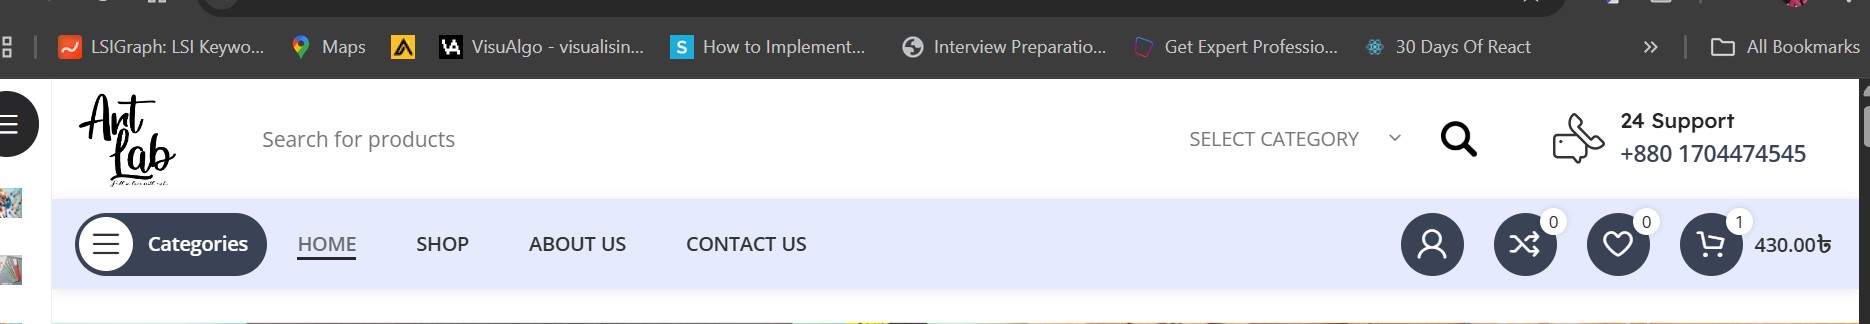 LSIGraph: LSI Keywo...
Maps
VisuAlgo - visualisin...
How to Implement...
Interview Preparatio...
Get Expert Professio...
30 Days Of React
All Bookmarks
Art
Lab
Search for products
SELECT CATEGORY
24 Support
+880 1704474545
Categories
HOME
SHOP
ABOUT US
CONTACT US
0
0
1
430.00৳